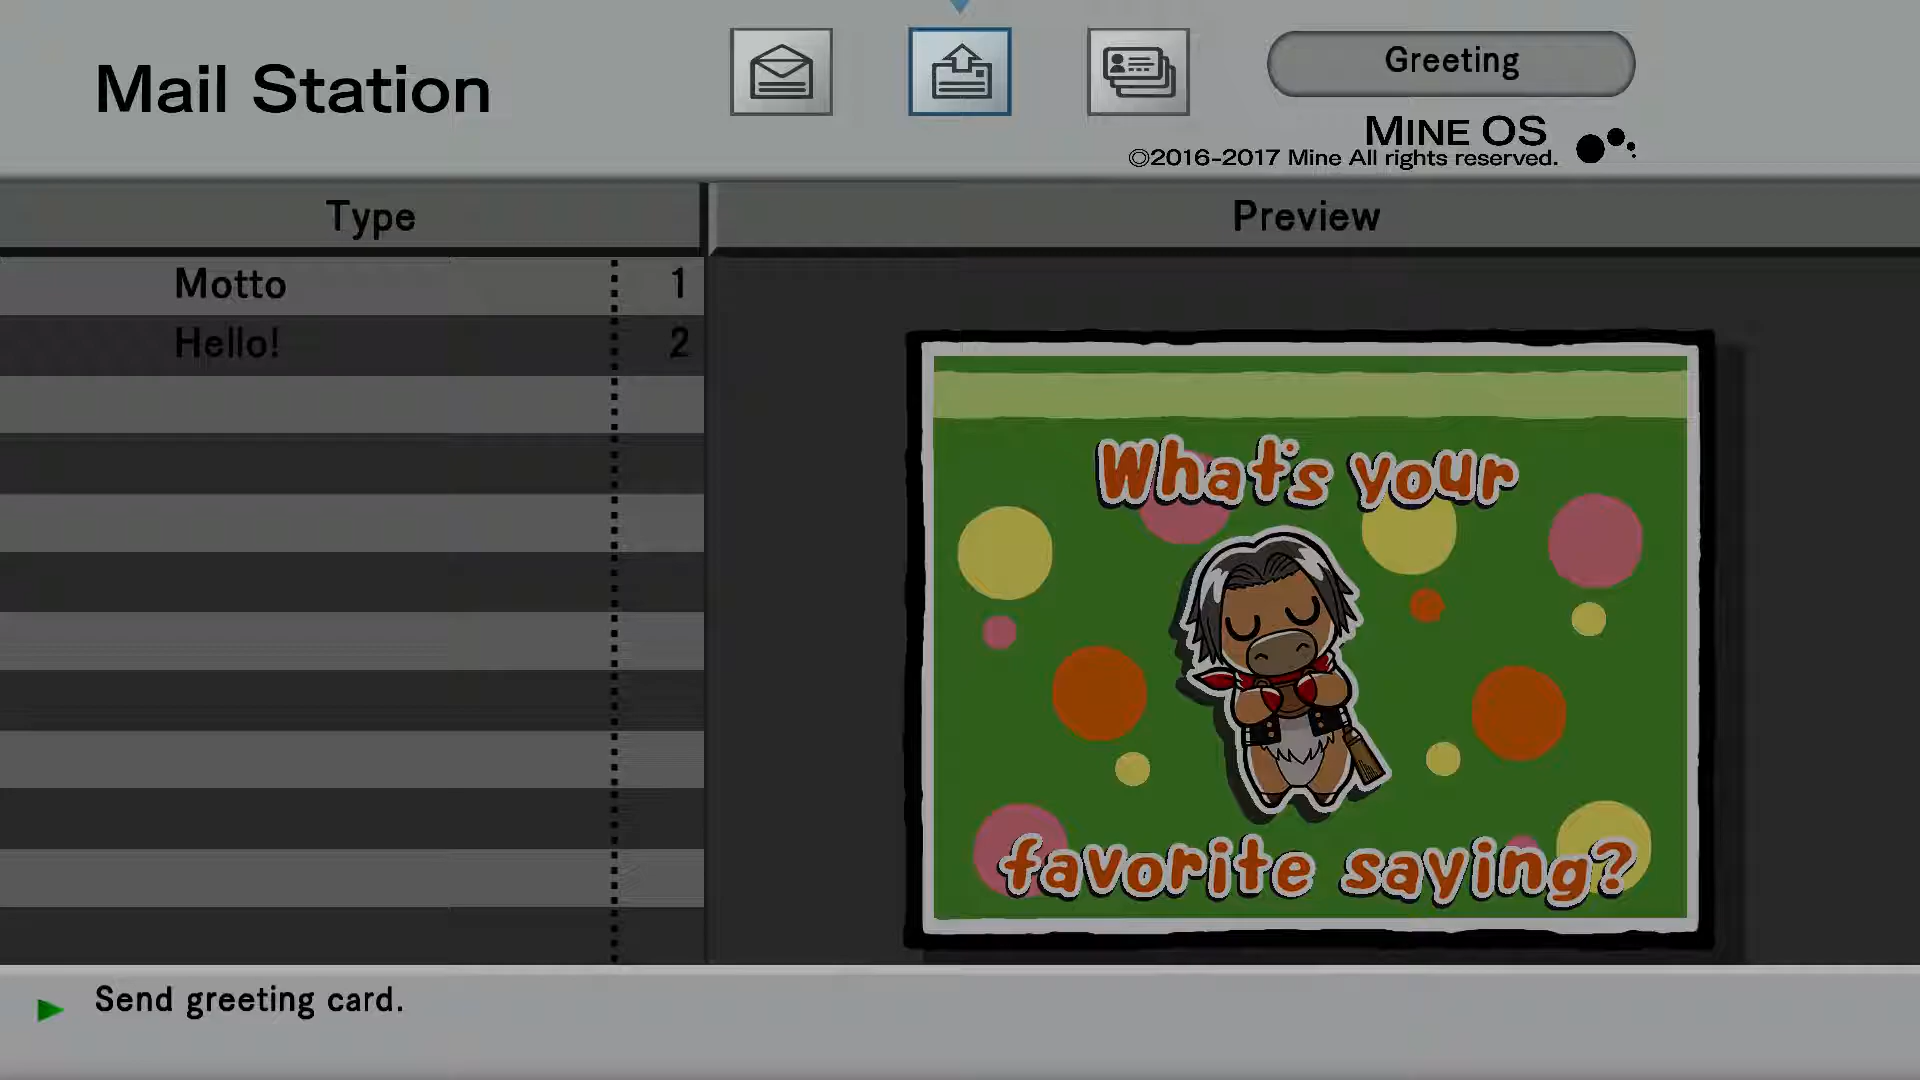 Mail Station
Greeting
MINE OS
©2016-2017 Mine All rights reserved.
Type
Preview
Motto 1
Hello! 2
What's your
favorite saying?
Send greeting card.